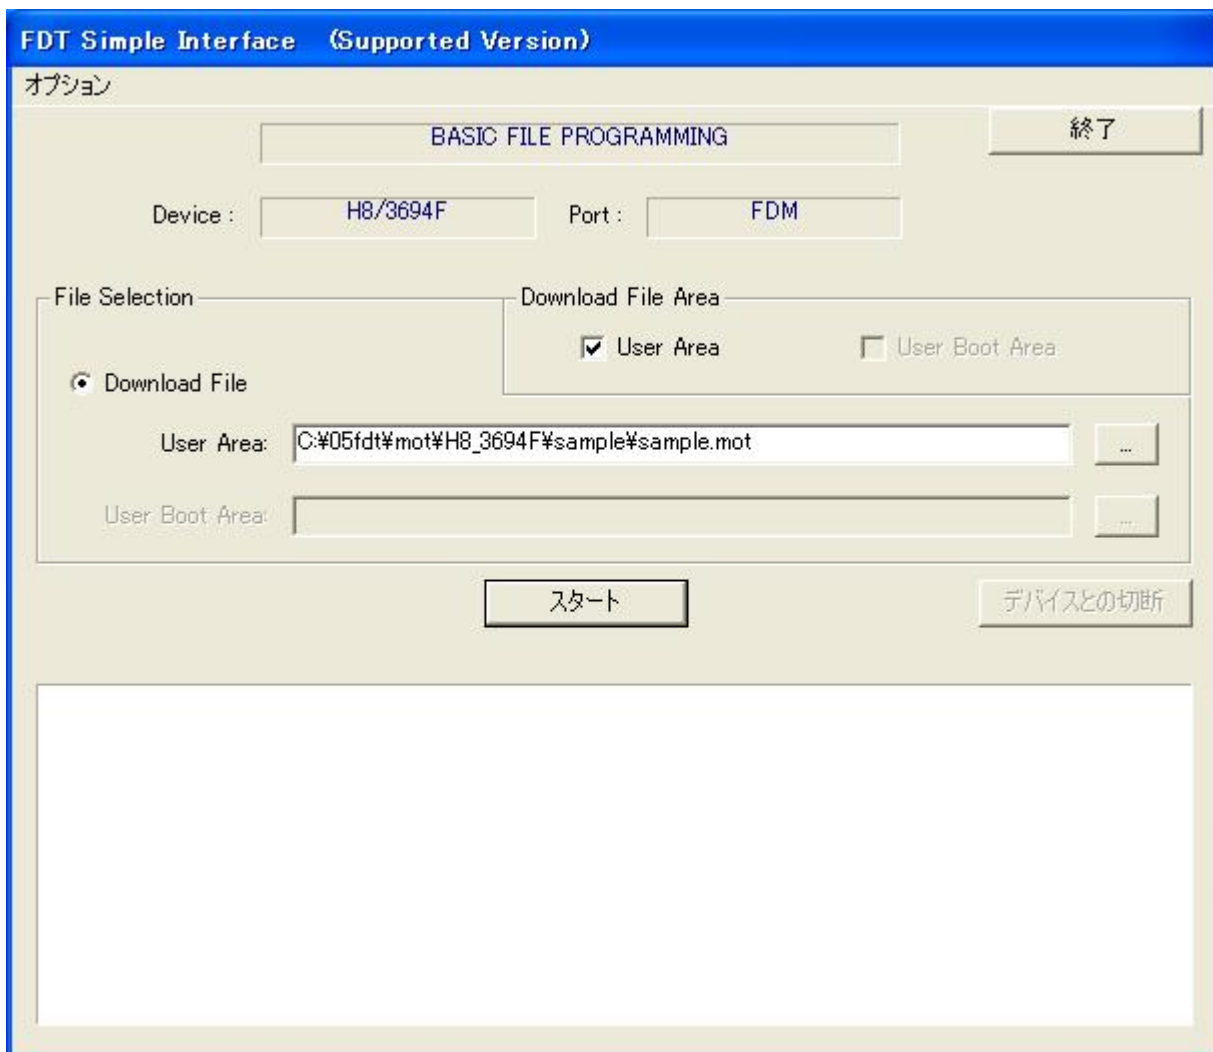 FDT Simple Interface (Supported Version)
オプション
BASIC FILE PROGRAMMING
終了
Device :
H8/3694F
Port :
FDM
File Selection
Download File Area
User Area
User Boot Area
Download File
User Area:
C:¥05fdt¥mot¥H8_3694F¥sample¥sample.mot
...
User Boot Area:
...
スタート
デバイスとの切断